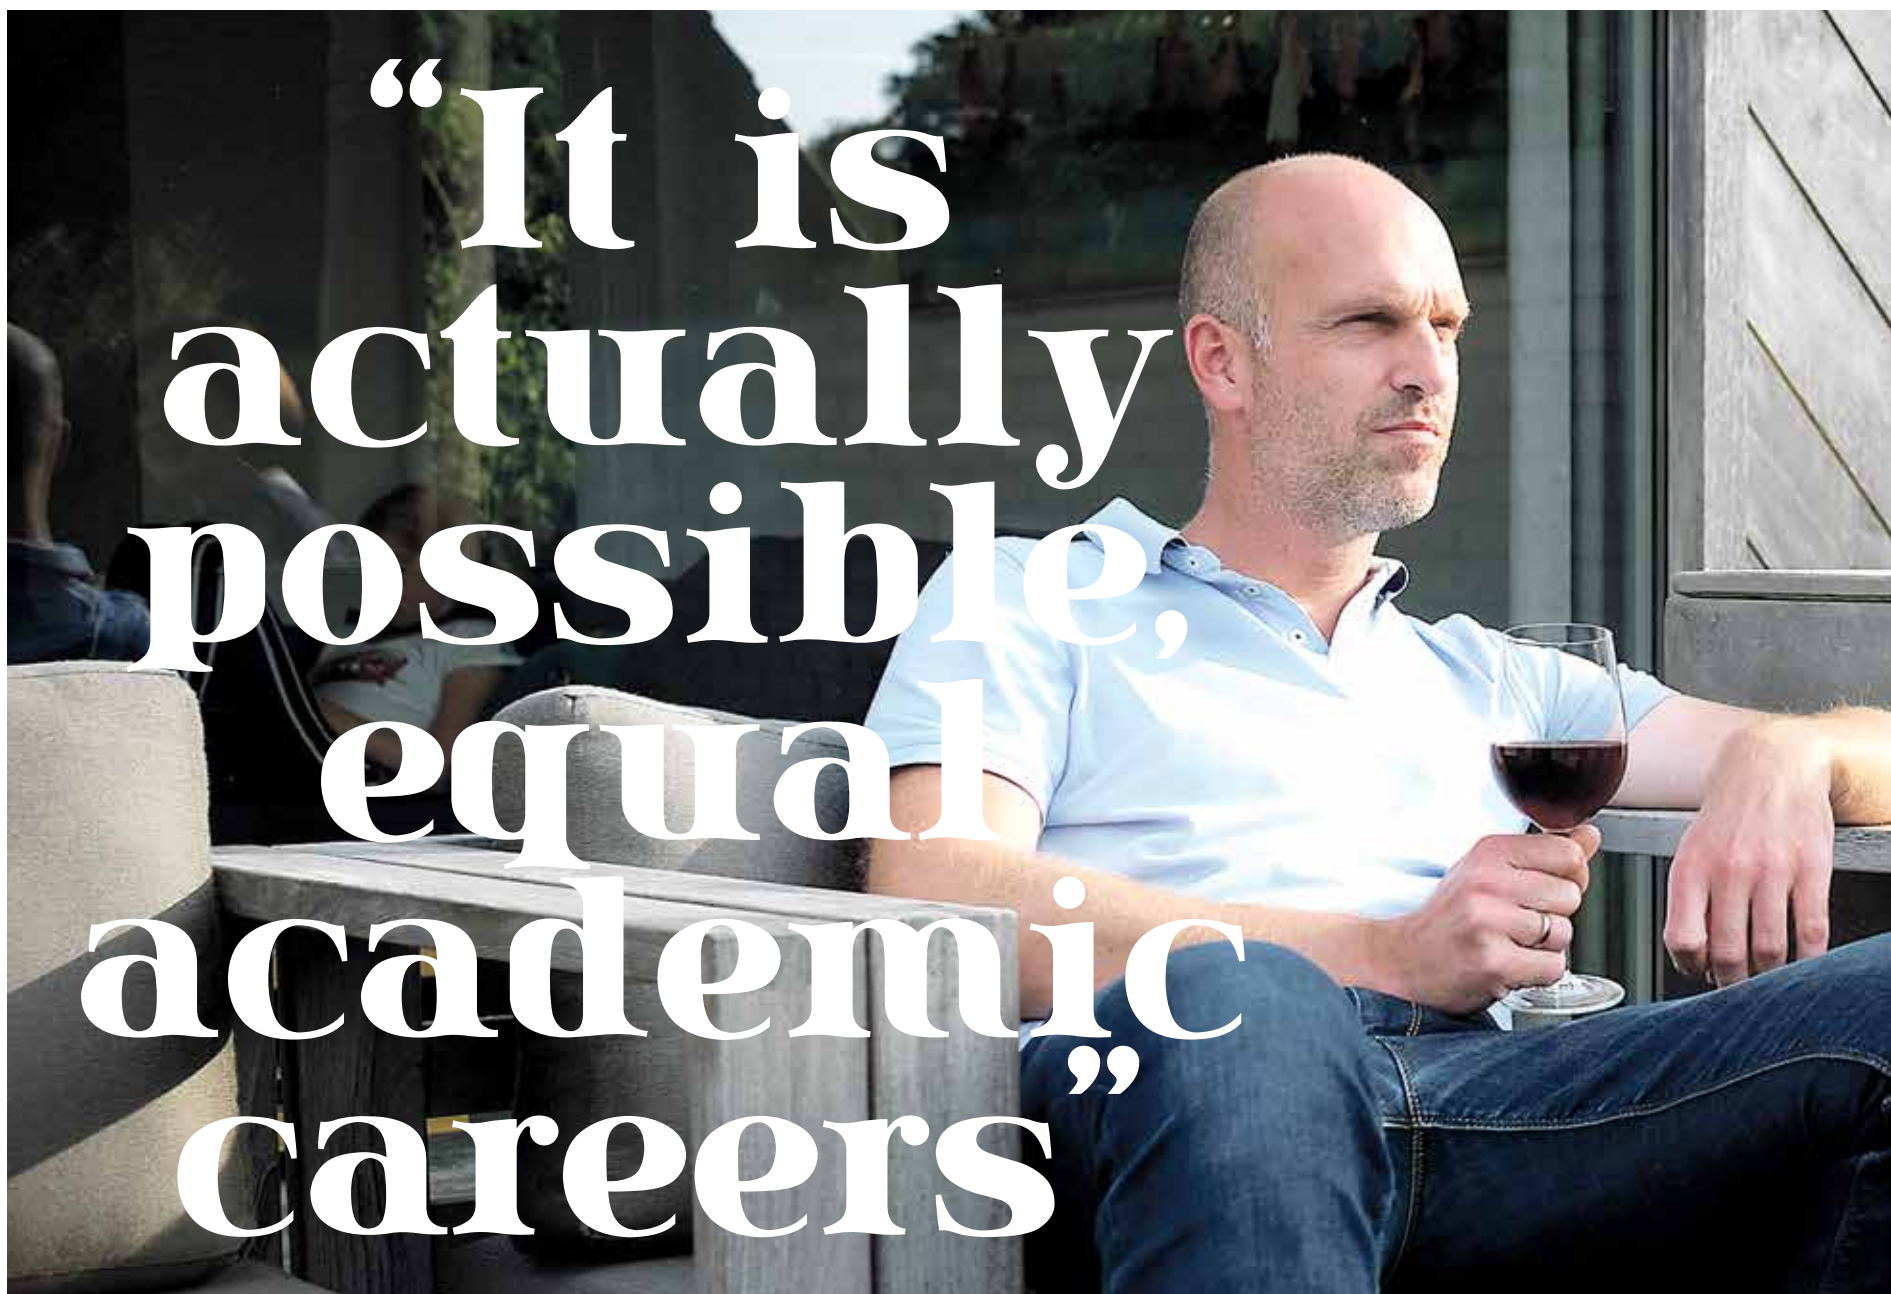 “It is
actually
possible,
equal
academic
careers”